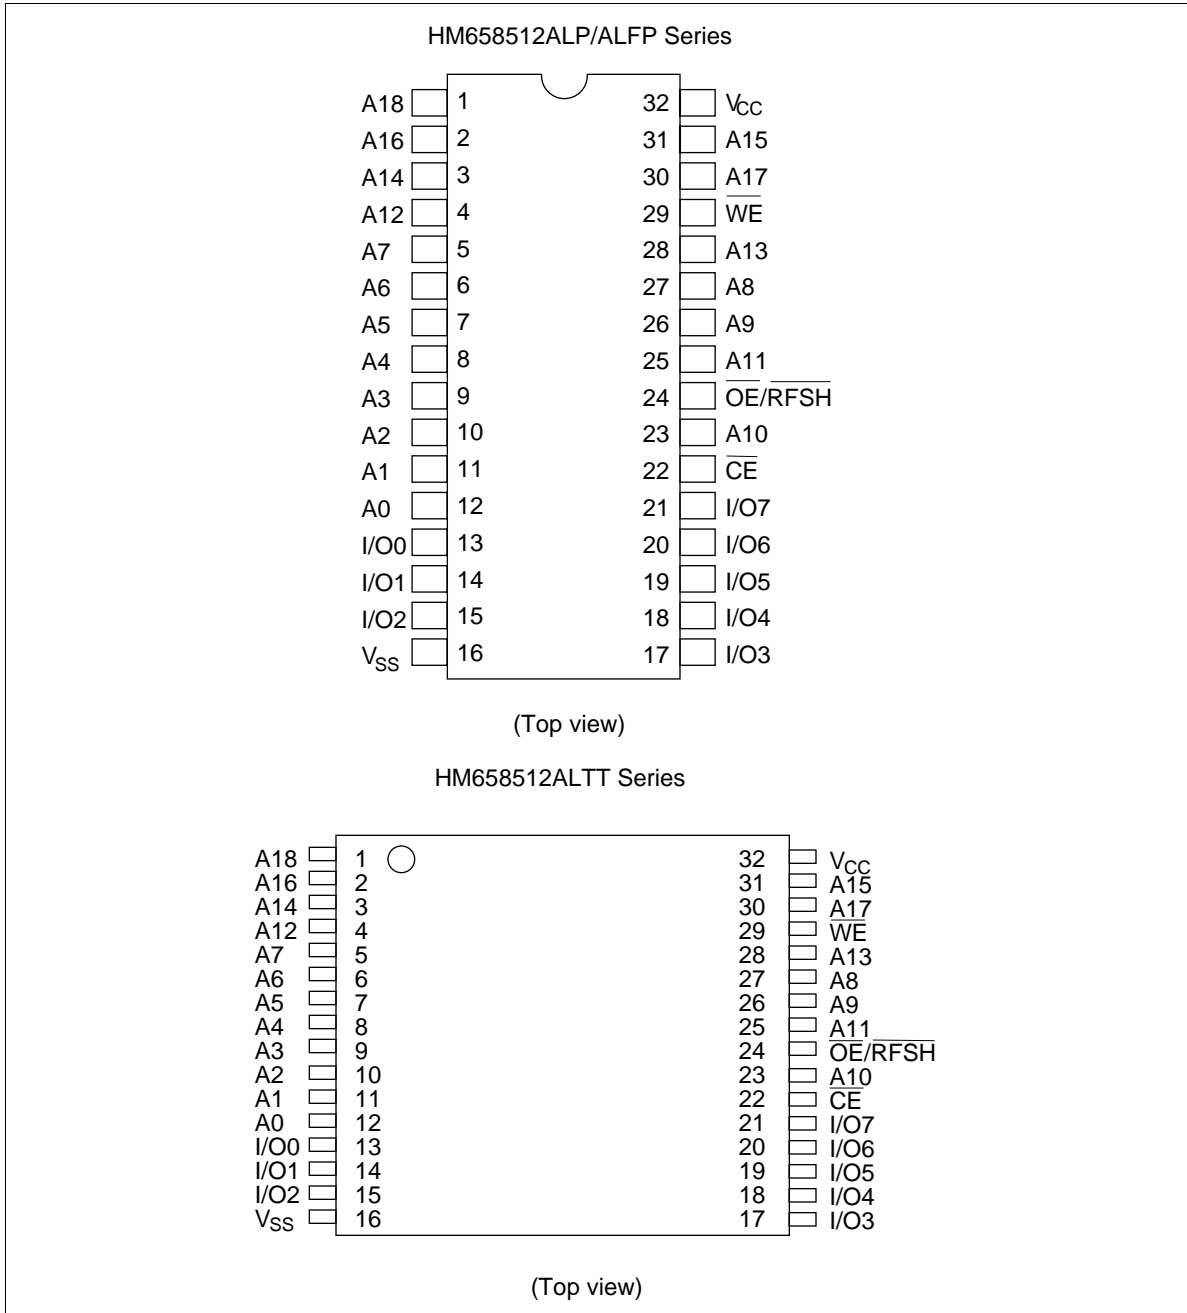 HM658512ALP/ALFP Series
A18 1 32 VCC
A16 2 31 A15
A14 3 30 A17
A12 4 29 WE
A7 5 28 A13
A6 6 27 A8
A5 7 26 A9
A4 8 25 A11
A3 9 24 OE/RFSH
A2 10 23 A10
A1 11 22 CE
A0 12 21 I/O7
I/O0 13 20 I/O6
I/O1 14 19 I/O5
I/O2 15 18 I/O4
VSS 16 17 I/O3
(Top view)
HM658512ALTT Series
A18 1 32 VCC
A16 2 31 A15
A14 3 30 A17
A12 4 29 WE
A7 5 28 A13
A6 6 27 A8
A5 7 26 A9
A4 8 25 A11
A3 9 24 OE/RFSH
A2 10 23 A10
A1 11 22 CE
A0 12 21 I/O7
I/O0 13 20 I/O6
I/O1 14 19 I/O5
I/O2 15 18 I/O4
VSS 16 17 I/O3
(Top view)